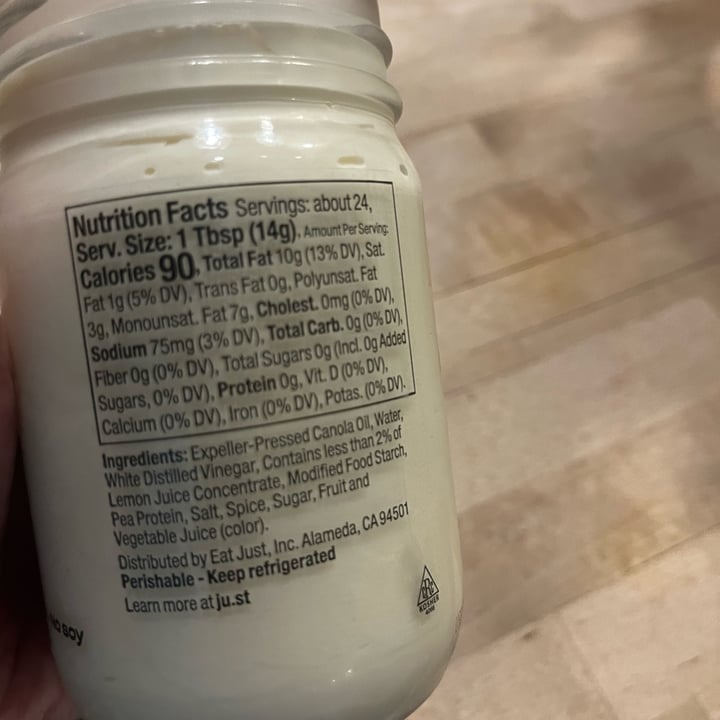 Nutrition Facts Servings: about 24,
Serv. Size: 1 Tbsp (14g), Amount Per Serving:
Calories 90, Total Fat 10g (13% DV), Sat.
Fat 1g (5% DV), Trans Fat 0g, Polyunsat. Fat
3g, Monounsat. Fat 7g, Cholest. 0mg (0% DV),
Sodium 75mg (3% DV), Total Carb. 0g (0% DV),
Fiber 0g (0% DV), Total Sugars 0g (Incl. 0g Added
Sugars, 0% DV), Protein 0g, Vit. D (0% DV),
Calcium (0% DV), Iron (0% DV), Potas. (0% DV).
Ingredients: Expeller-Pressed Canola Oil, Water,
White Distilled Vinegar, Contains less than 2% of
Lemon Juice Concentrate, Modified Food Starch,
Pea Protein, Salt, Spice, Sugar, Fruit and
Vegetable Juice (color).
Distributed by Eat Just, Inc. Alameda, CA 94501
Perishable - Keep refrigerated
Learn more at ju.st
KOSHER
No soy